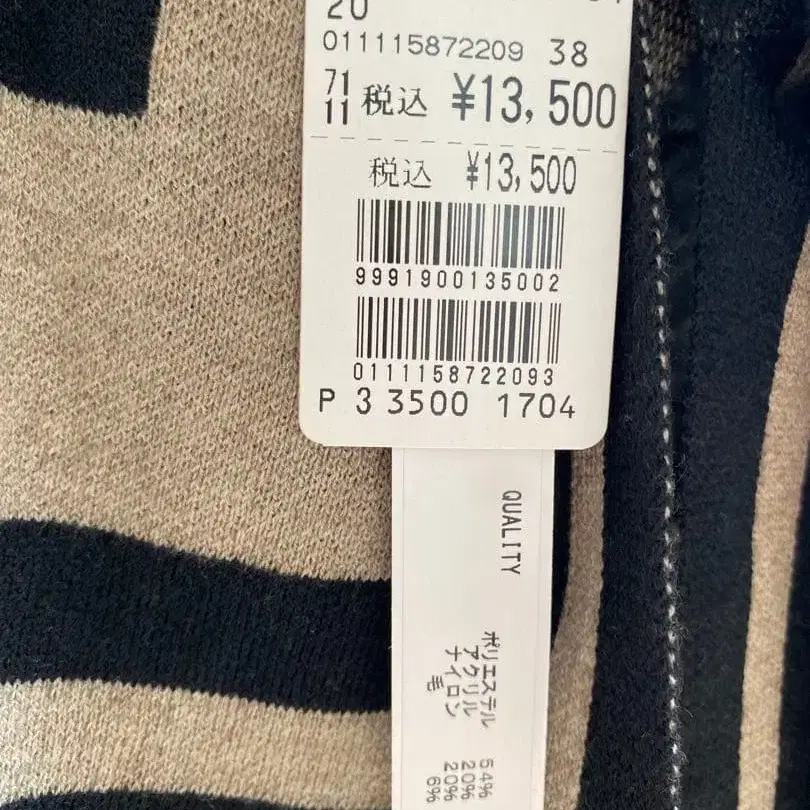 20
011115872209 38
71
11 税込 ¥13,500
税込 ¥13,500
9991900135002
0111158722093
P 3 3500 1704
QUALITY
ポリエステル 54%
アクリル 20%
ナイロン 20%
毛 6%